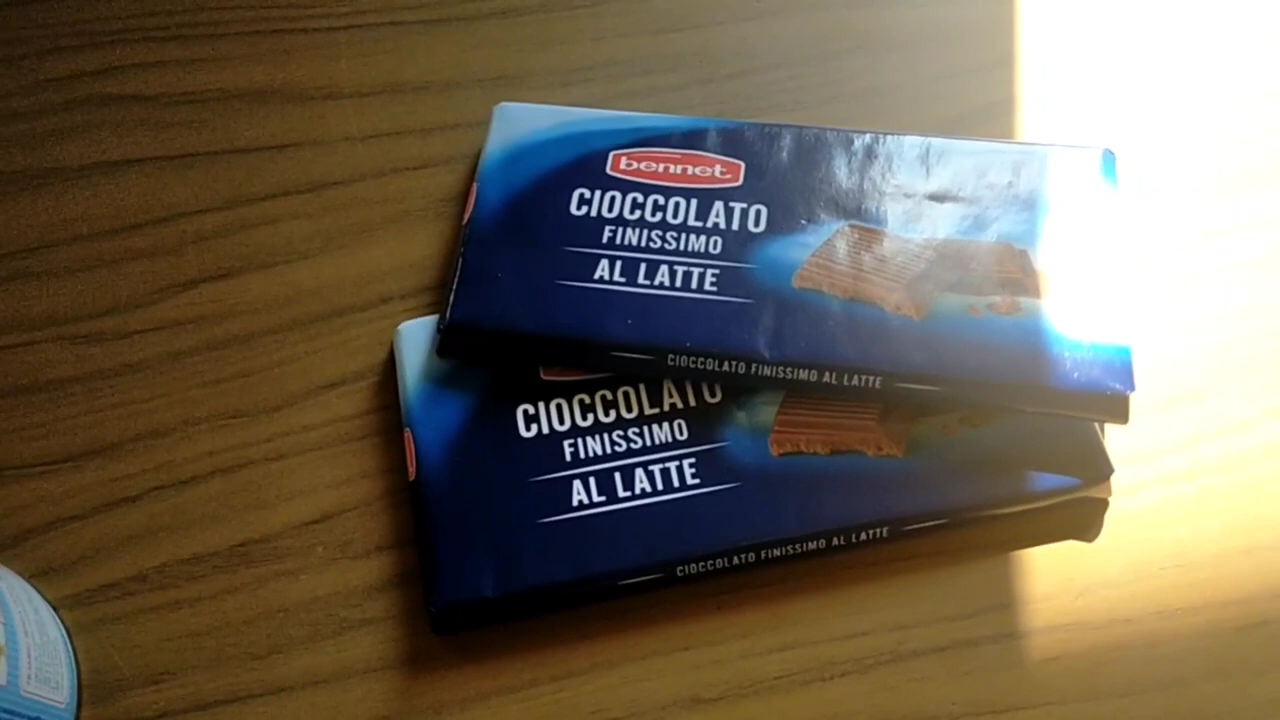 bennet
CIOCCOLATO
FINISSIMO
AL LATTE
CIOCCOLATO FINISSIMO AL LATTE
CIOCCOLATO
FINISSIMO
AL LATTE
CIOCCOLATO FINISSIMO AL LATTE